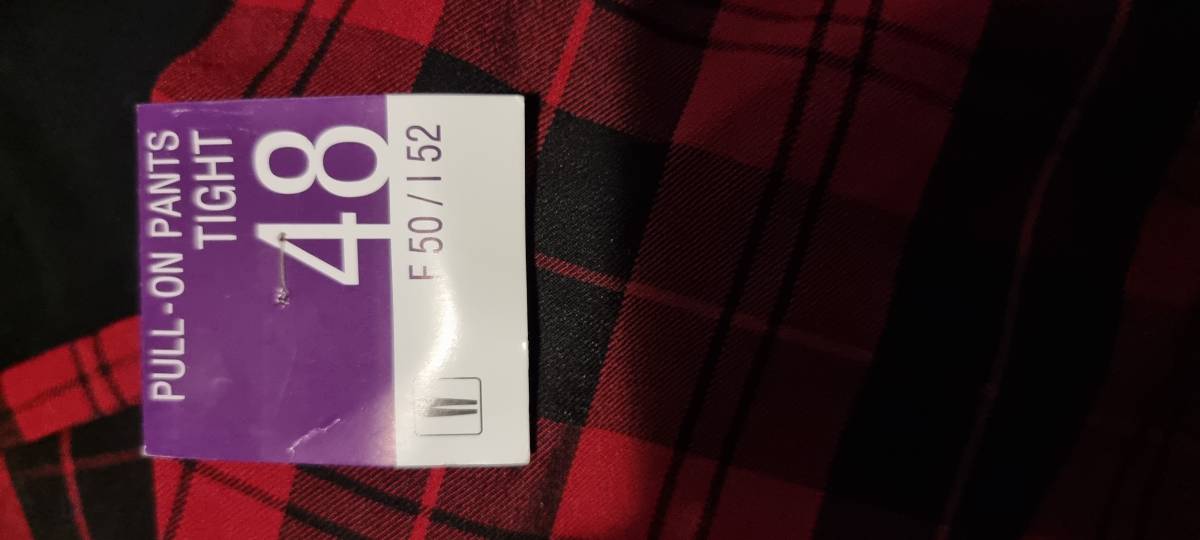 PULL-ON PANTS
TIGHT
48
F 50 / I 52